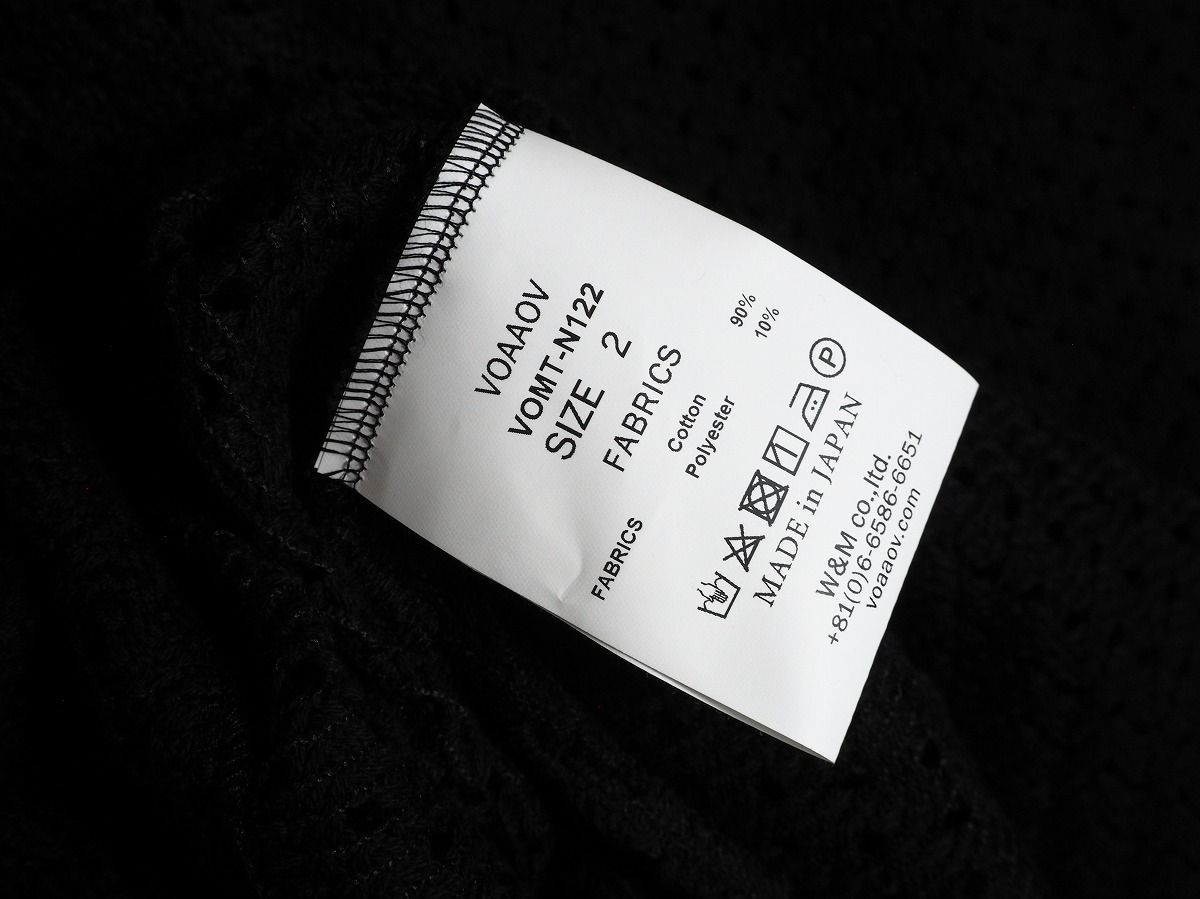 VOAAOV
VOMT-N122
SIZE 2
FABRICS
FABRICS
Cotton 90%
Polyester 10%
P
MADE in JAPAN
W&M co.,ltd.
+81(0)6-6586-6651
voaaov.com